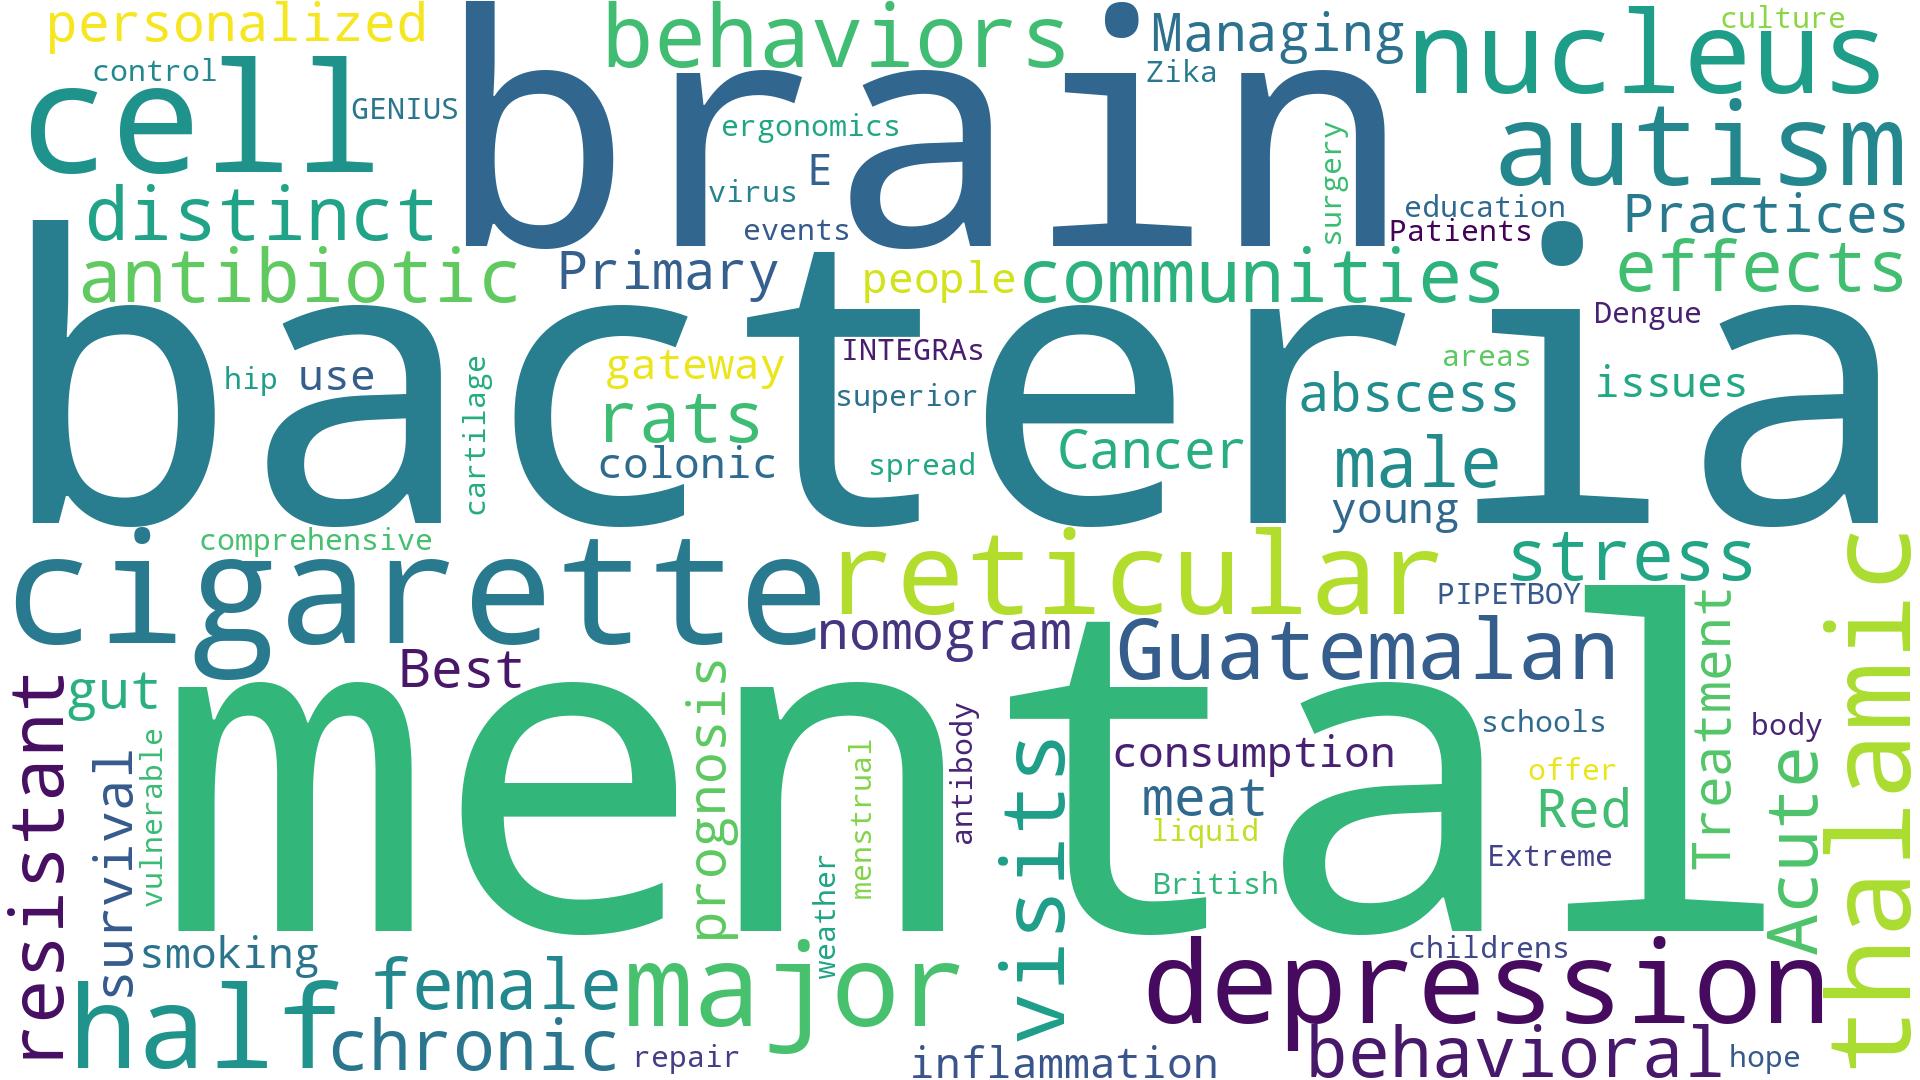 personalized
behaviors
Managing
nucleus
culture
control
cell
GENIUS
brain
Zika
ergonomics
autism
surgery
E
virus
events
education
Patients
Practices
distinct
antibiotic
Primary
people
communities
effects
bacteria
Dengue
hip
use
cartilage
gateway
INTEGRAs
superior
rats
colonic
spread
Cancer
areas
abscess
issues
male
young
comprehensive
cigarette
reticular
stress
thalamic
PIPETBOY
nomogram
Guatemalan
Best
resistant
gut
mental
prognosis
Treatment
antibody
visits
consumption
schools
body
survival
vulnerable
menstrual
meat
offer
Red
liquid
Acute
weather
British
Extreme
smoking
female
major
depression
childrens
half
chronic
repair
inflammation
behavioral
hope